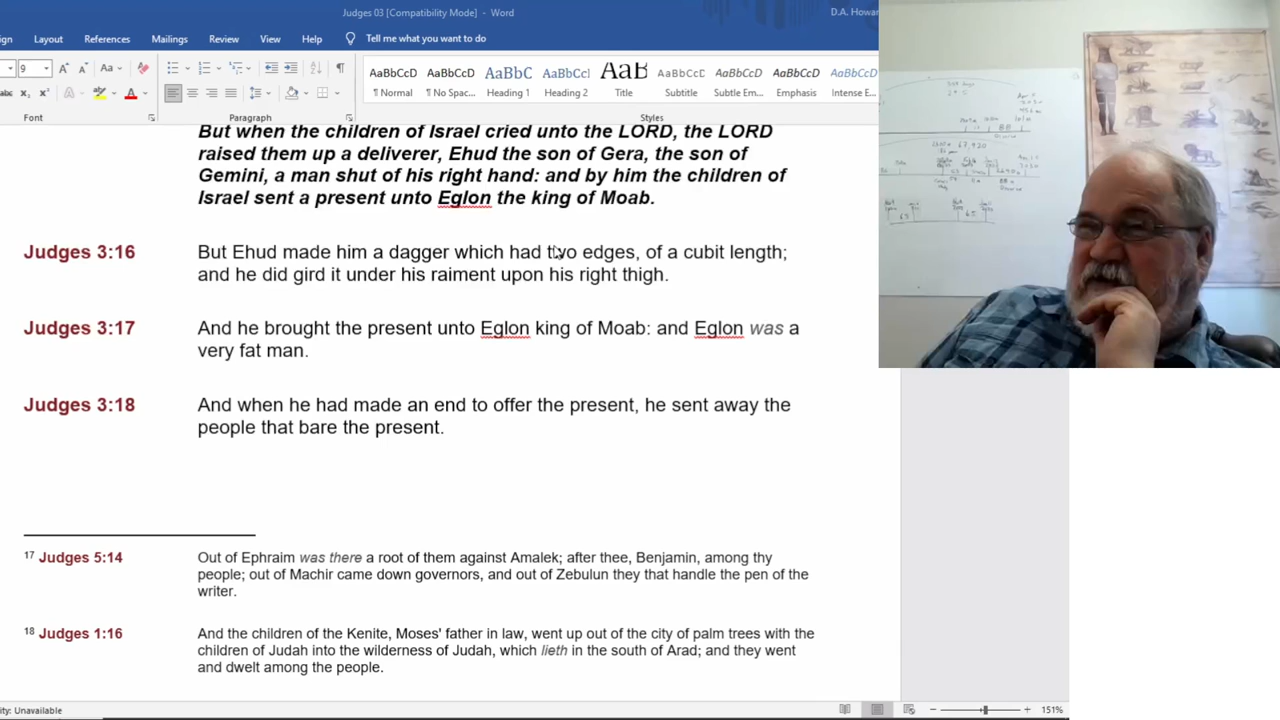 Judges 03 [Compatibility Mode] - Word
D.A. Howar
ign Layout References Mailings Review View Help Tell me what you want to do
9 Aa
AaBbCcD AaBbCcD AaBbC AaBbCcl AaB AaBbCcD AaBbCcD AaBbCcD AaBbCcD
¶ Normal ¶ No Spac... Heading 1 Heading 2 Title Subtitle Subtle Em... Emphasis Intense E...
Font Paragraph Styles
But when the children of Israel cried unto the LORD, the LORD
raised them up a deliverer, Ehud the son of Gera, the son of
Gemini, a man shut of his right hand: and by him the children of
Israel sent a present unto Eglon the king of Moab.
Judges 3:16 But Ehud made him a dagger which had two edges, of a cubit length;
and he did gird it under his raiment upon his right thigh.
Judges 3:17 And he brought the present unto Eglon king of Moab: and Eglon was a
very fat man.
Judges 3:18 And when he had made an end to offer the present, he sent away the
people that bare the present.
17 Judges 5:14 Out of Ephraim was there a root of them against Amalek; after thee, Benjamin, among thy
people; out of Machir came down governors, and out of Zebulun they that handle the pen of the
writer.
18 Judges 1:16 And the children of the Kenite, Moses' father in law, went up out of the city of palm trees with the
children of Judah into the wilderness of Judah, which lieth in the south of Arad; and they went
and dwelt among the people.
ity: Unavailable
151%
67,920